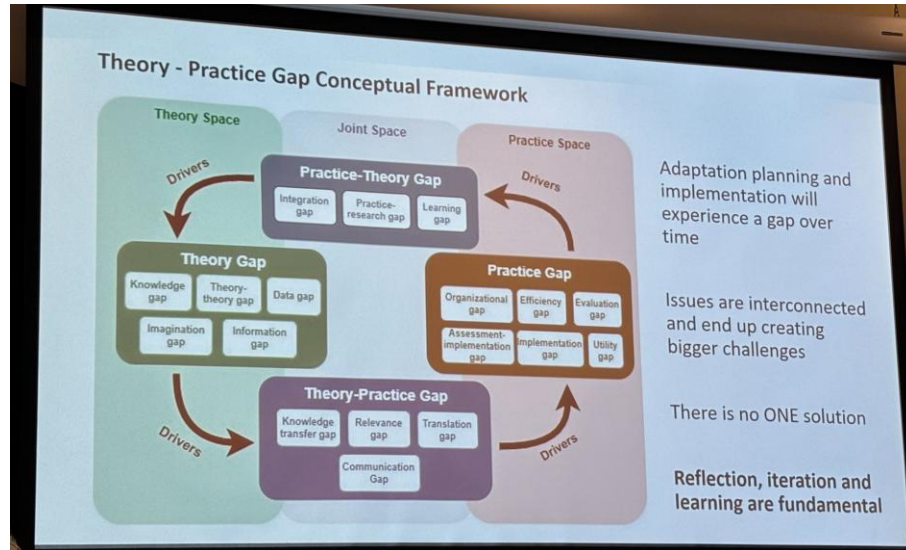 Theory - Practice Gap Conceptual Framework
Theory Space
Joint Space
Practice Space
Drivers
Drivers
Practice-Theory Gap
Integration
gap
Practice-
research gap
Learning
gap
Theory Gap
Knowledge
gap
Theory-
theory gap
Data gap
Imagination
gap
Information
gap
Practice Gap
Organizational
gap
Efficiency
gap
Evaluation
gap
Assessment-
implementation
gap
Implementation
gap
Utility
gap
Theory-Practice Gap
Knowledge
transfer gap
Relevance
gap
Translation
gap
Communication
Gap
Drivers
Drivers
Adaptation planning and
implementation will
experience a gap over
time
Issues are interconnected
and end up creating
bigger challenges
There is no ONE solution
Reflection, iteration and
learning are fundamental